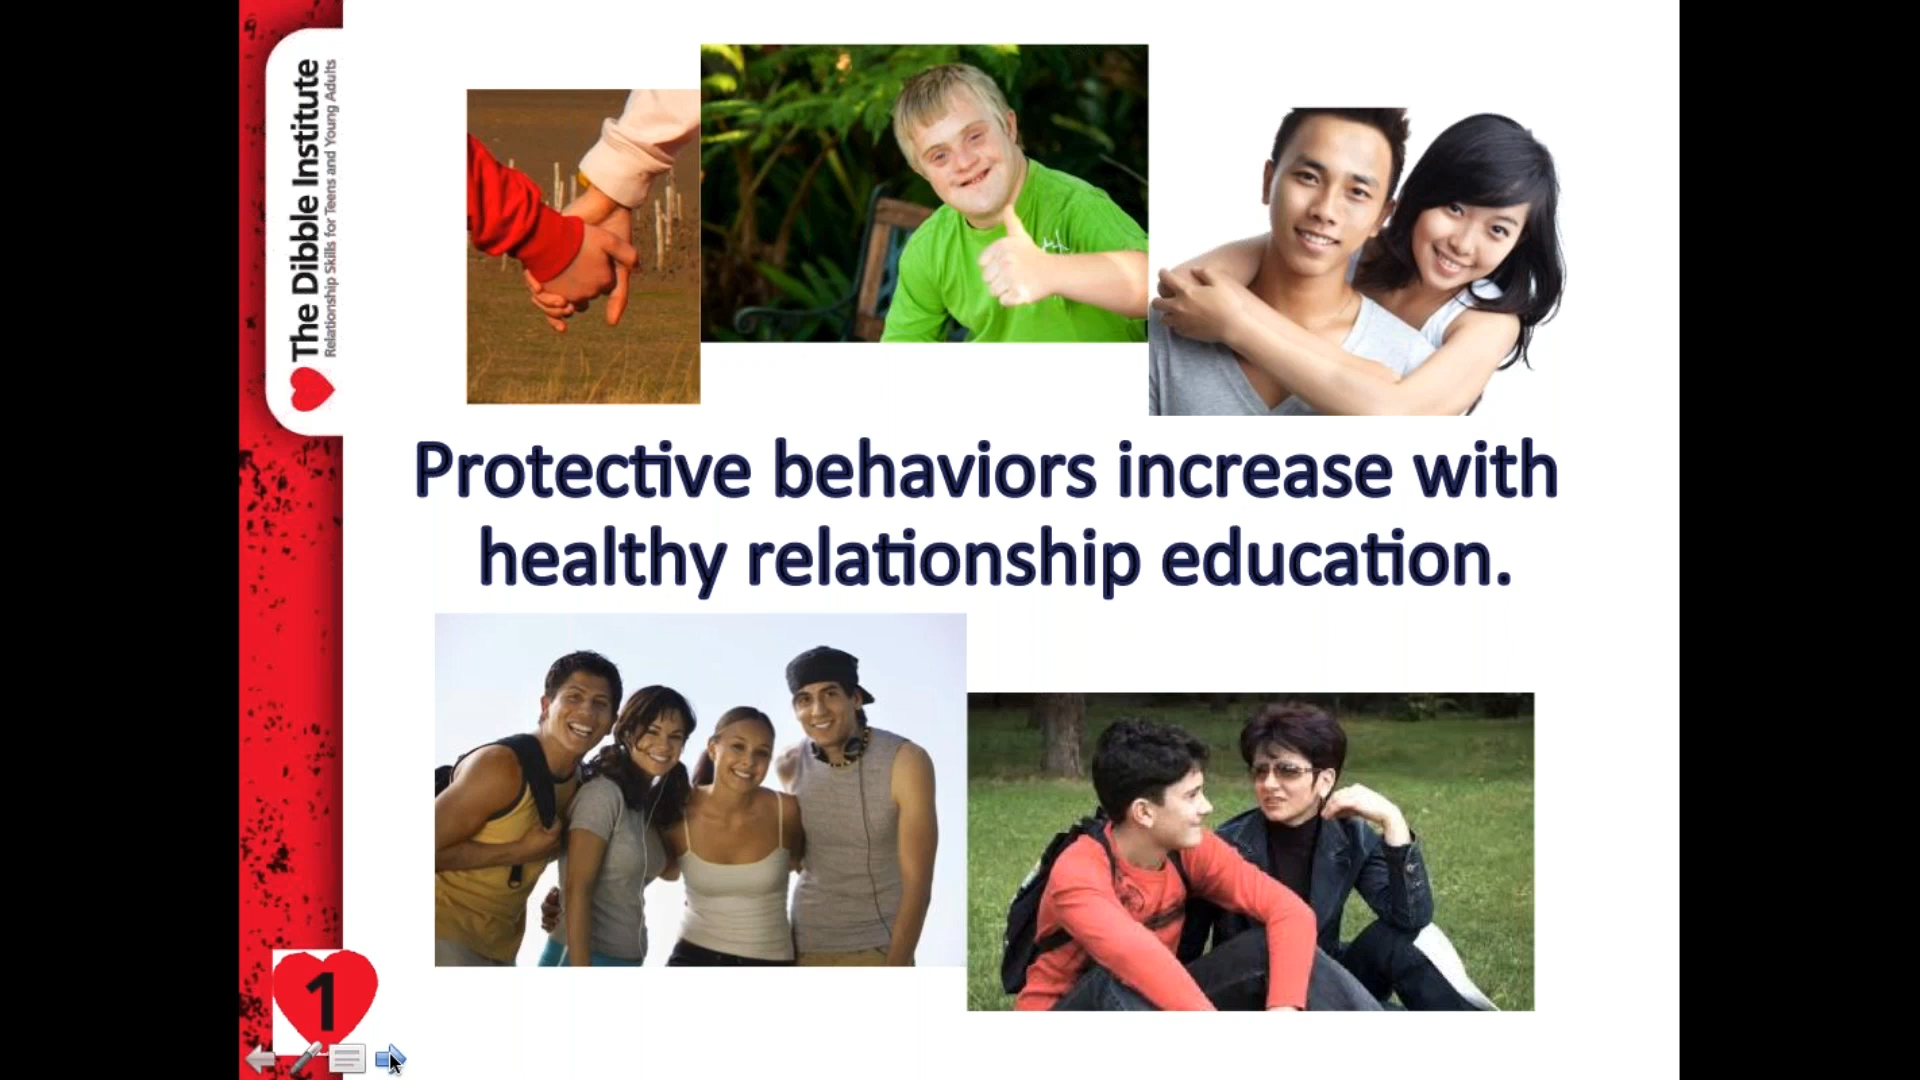 The Dibble Institute
Relationship Skills for Teens and Young Adults
Protective behaviors increase with
healthy relationship education.
1